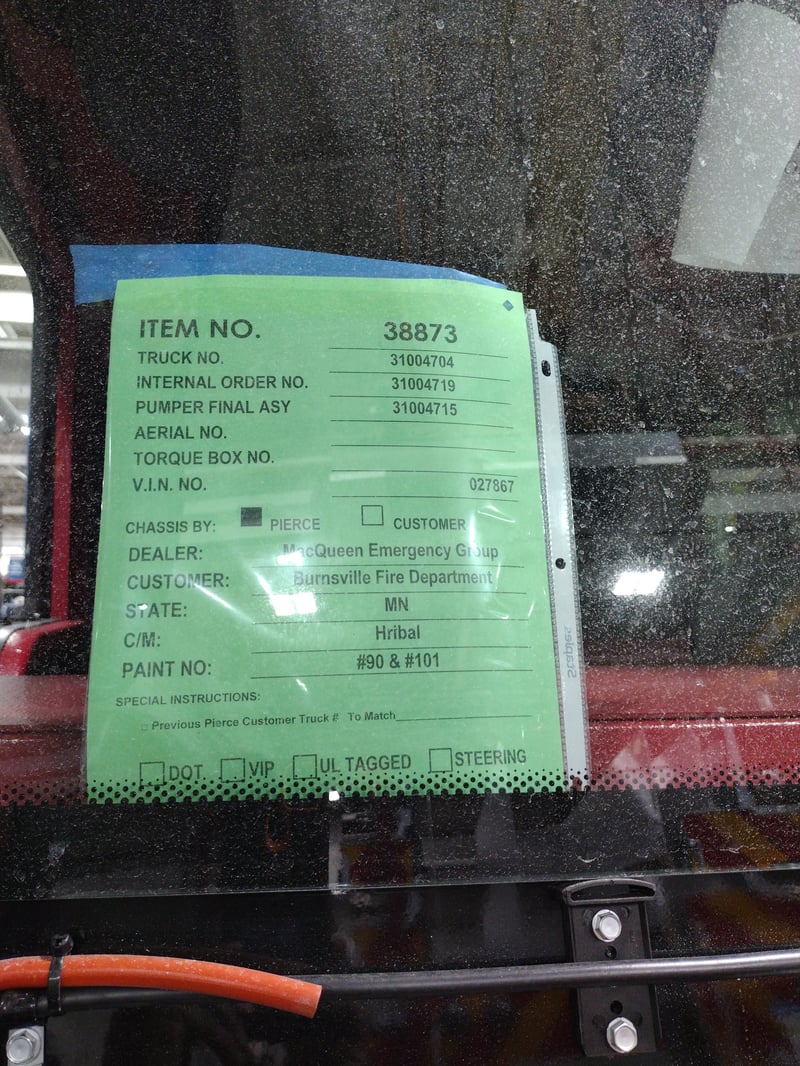 ITEM NO. 38873
TRUCK NO. 31004704
INTERNAL ORDER NO. 31004719
PUMPER FINAL ASY 31004715
AERIAL NO.
TORQUE BOX NO.
V.I.N. NO. 027867
CHASSIS BY: PIERCE CUSTOMER
DEALER: MacQueen Emergency Group
CUSTOMER: Burnsville Fire Department
STATE: MN
C/M: Hribal
PAINT NO: #90 & #101
SPECIAL INSTRUCTIONS:
Previous Pierce Customer Truck # To Match
DOT VIP UL TAGGED STEERING
Staples